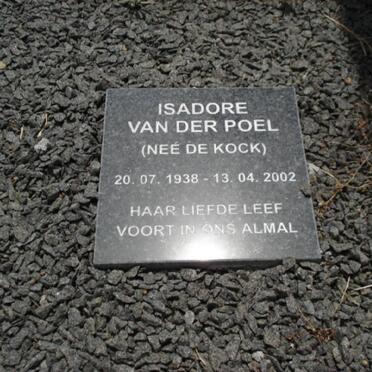 ISADORE
VAN DER POEL
(NEÉ DE KOCK)
20. 07. 1938 - 13. 04. 2002
HAAR LIEFDE LEEF
VOORT IN ONS ALMAL